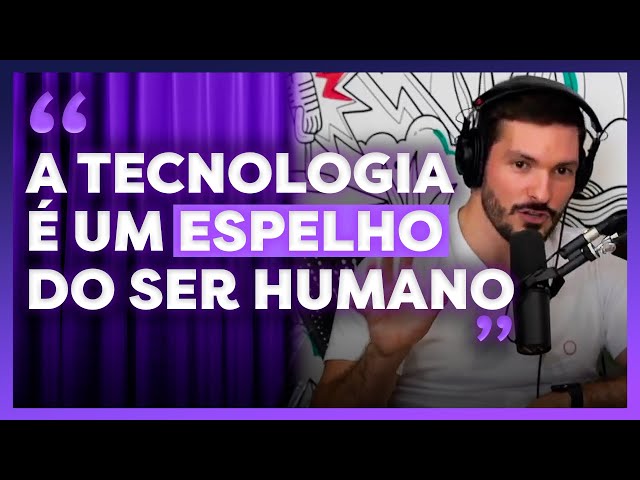 “
A TECNOLOGIA
É UM ESPELHO
DO SER HUMANO
”